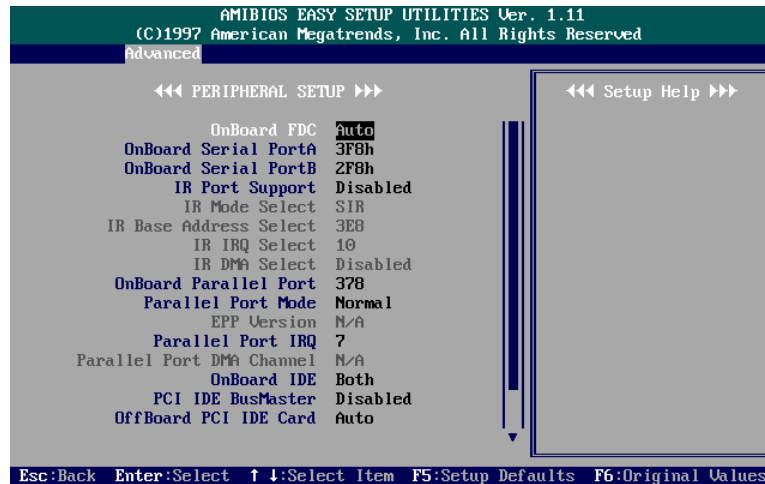 AMIBIOS EASY SETUP UTILITIES Ver. 1.11
(C)1997 American Megatrends, Inc. All Rights Reserved
Advanced
PERIPHERAL SETUP
Setup Help
OnBoard FDC Auto
OnBoard Serial PortA 3F8h
OnBoard Serial PortB 2F8h
IR Port Support Disabled
IR Mode Select SIR
IR Base Address Select 3E8
IR IRQ Select 10
IR DMA Select Disabled
OnBoard Parallel Port 378
Parallel Port Mode Normal
EPP Version N/A
Parallel Port IRQ 7
Parallel Port DMA Channel N/A
OnBoard IDE Both
PCI IDE BusMaster Disabled
OffBoard PCI IDE Card Auto
Esc:Back Enter:Select ↑ ↓:Select Item F5:Setup Defaults F6:Original Values